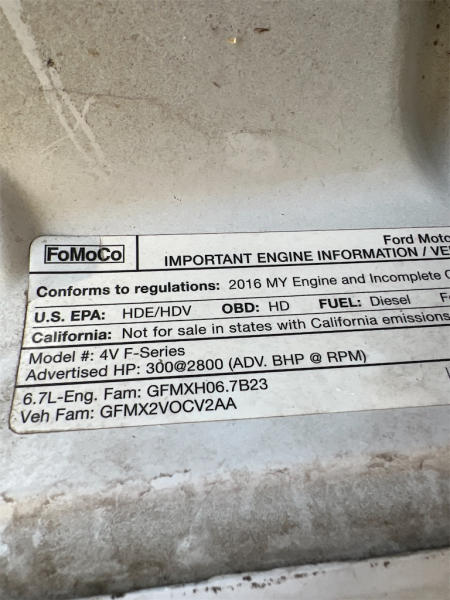 FoMoCo
Ford Moto
IMPORTANT ENGINE INFORMATION / VE
Conforms to regulations: 2016 MY Engine and Incomplete C
U.S. EPA: HDE/HDV OBD: HD FUEL: Diesel F
California: Not for sale in states with California emissions
Model #: 4V F-Series
Advertised HP: 300@2800 (ADV. BHP @ RPM)
6.7L-Eng. Fam: GFMXH06.7B23
Veh Fam: GFMX2VOCV2AA